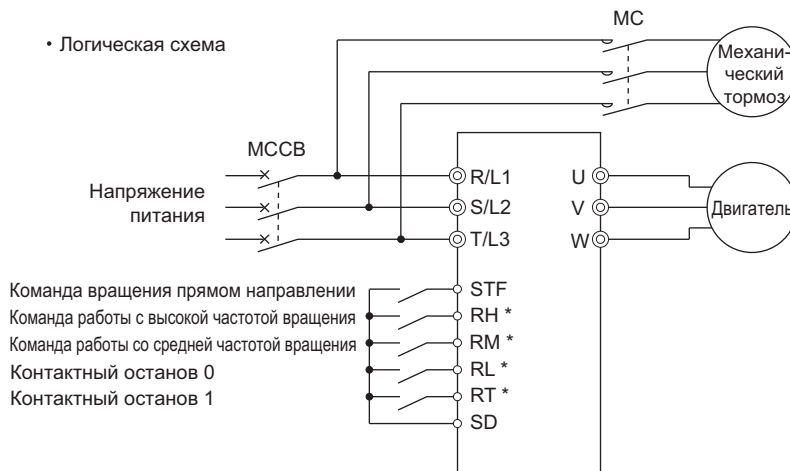 MC
• Логическая схема
Механи-
ческий
тормоз
MCCB
Напряжение
питания
R/L1
S/L2
T/L3
U
V
W
Двигатель
Команда вращения прямом направлении
Команда работы с высокой частотой вращения
Команда работы со средней частотой вращения
Контактный останов 0
Контактный останов 1
STF
RH *
RM *
RL *
RT *
SD